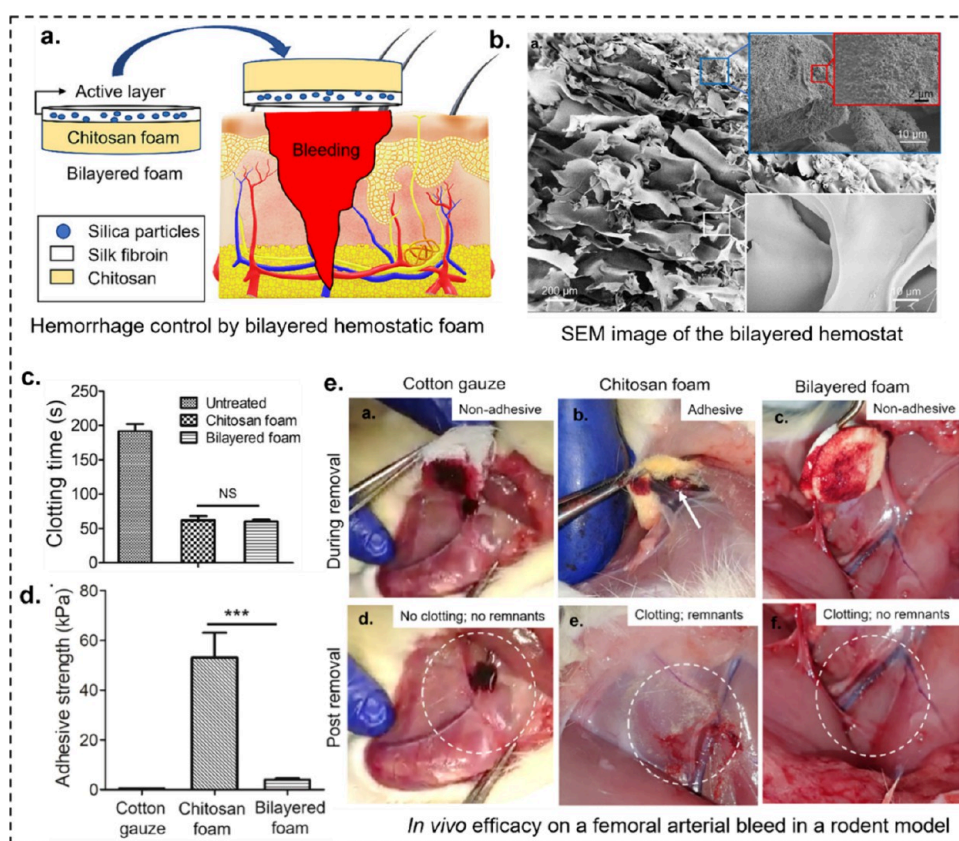 a.
Active layer
Chitosan foam
Bilayered foam
Silica particles
Silk fibroin
Chitosan
Bleeding
Hemorrhage control by bilayered hemostatic foam
b.
a.
2 µm
10 µm
200 µm
10 µm
SEM image of the bilayered hemostat
c.
Clotting time (s)
250
200
150
100
50
0
Untreated
Chitosan foam
Bilayered foam
NS
d.
Adhesive strength (kPa)
80
60
40
20
0
***
Cotton
gauze
Chitosan
foam
Bilayered
foam
e.
Cotton gauze
Chitosan foam
Bilayered foam
During removal
a.
Non-adhesive
b.
Adhesive
c.
Non-adhesive
Post removal
d.
No clotting; no remnants
e.
Clotting; remnants
f.
Clotting; no remnants
In vivo efficacy on a femoral arterial bleed in a rodent model